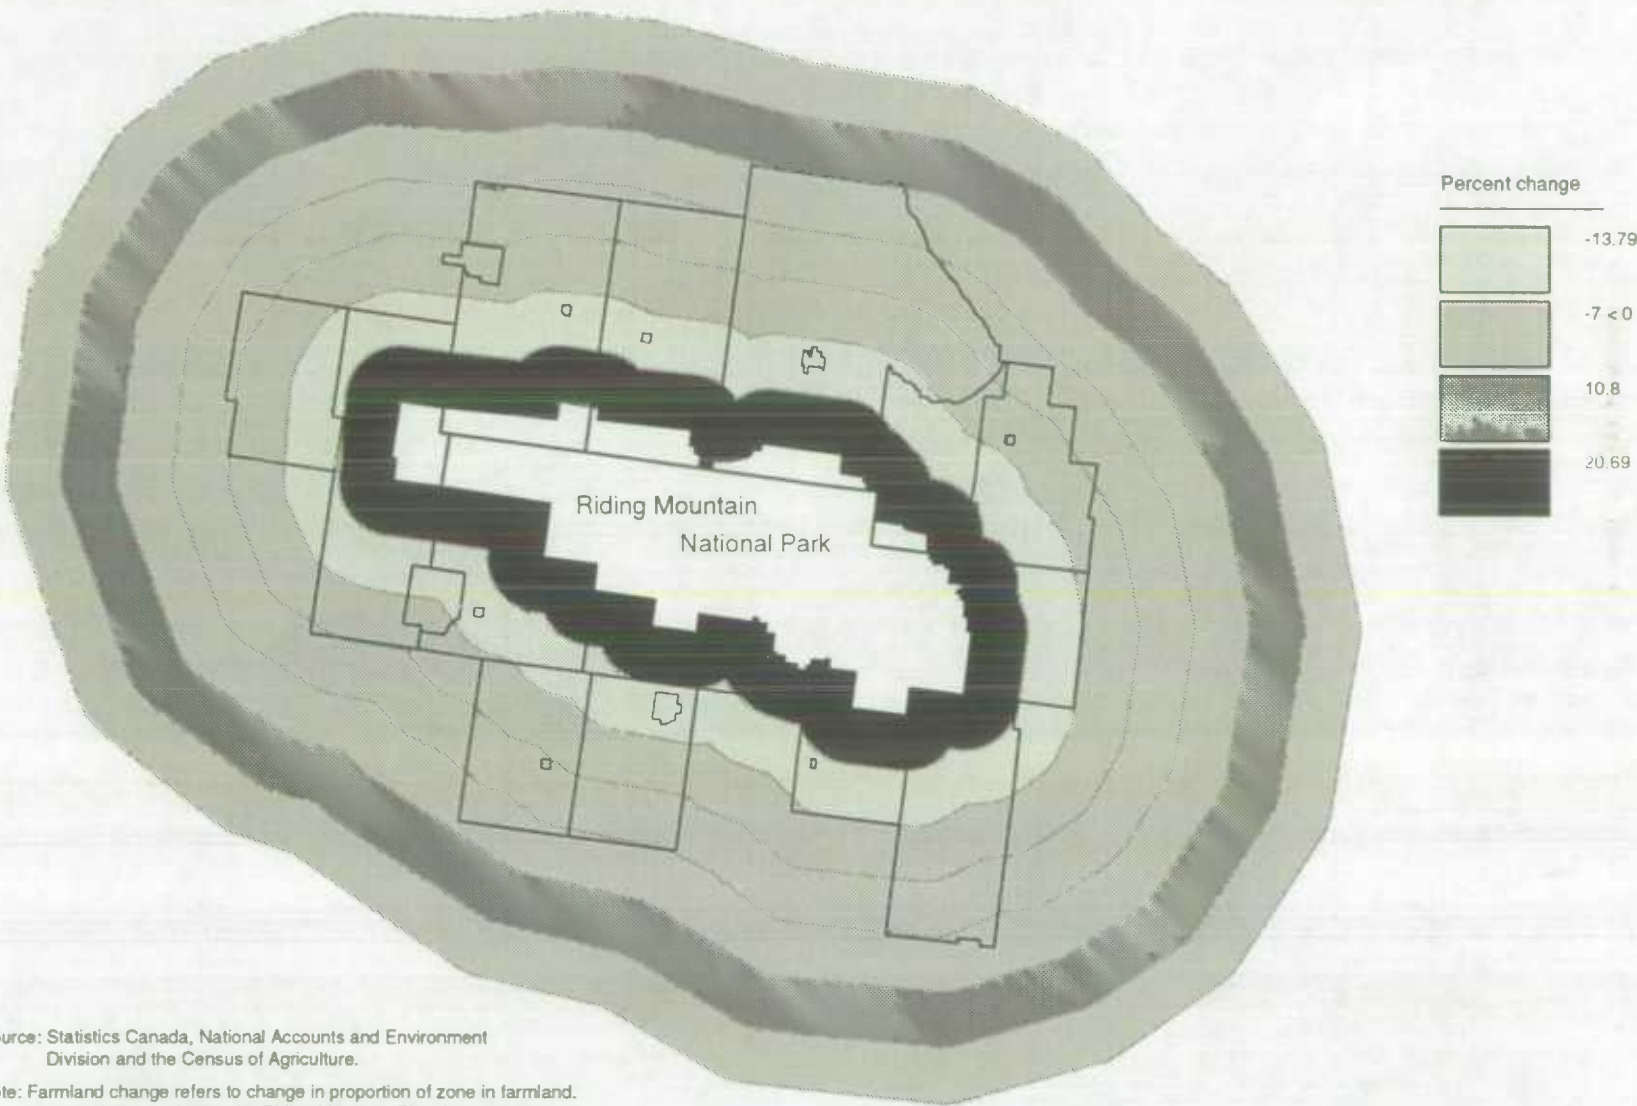 Percent change
-13.79
-7 < 0
10.8
20.69
Riding Mountain
National Park
urce: Statistics Canada, National Accounts and Environment
Division and the Census of Agriculture.
te: Farmland change refers to change in proportion of zone in farmland.